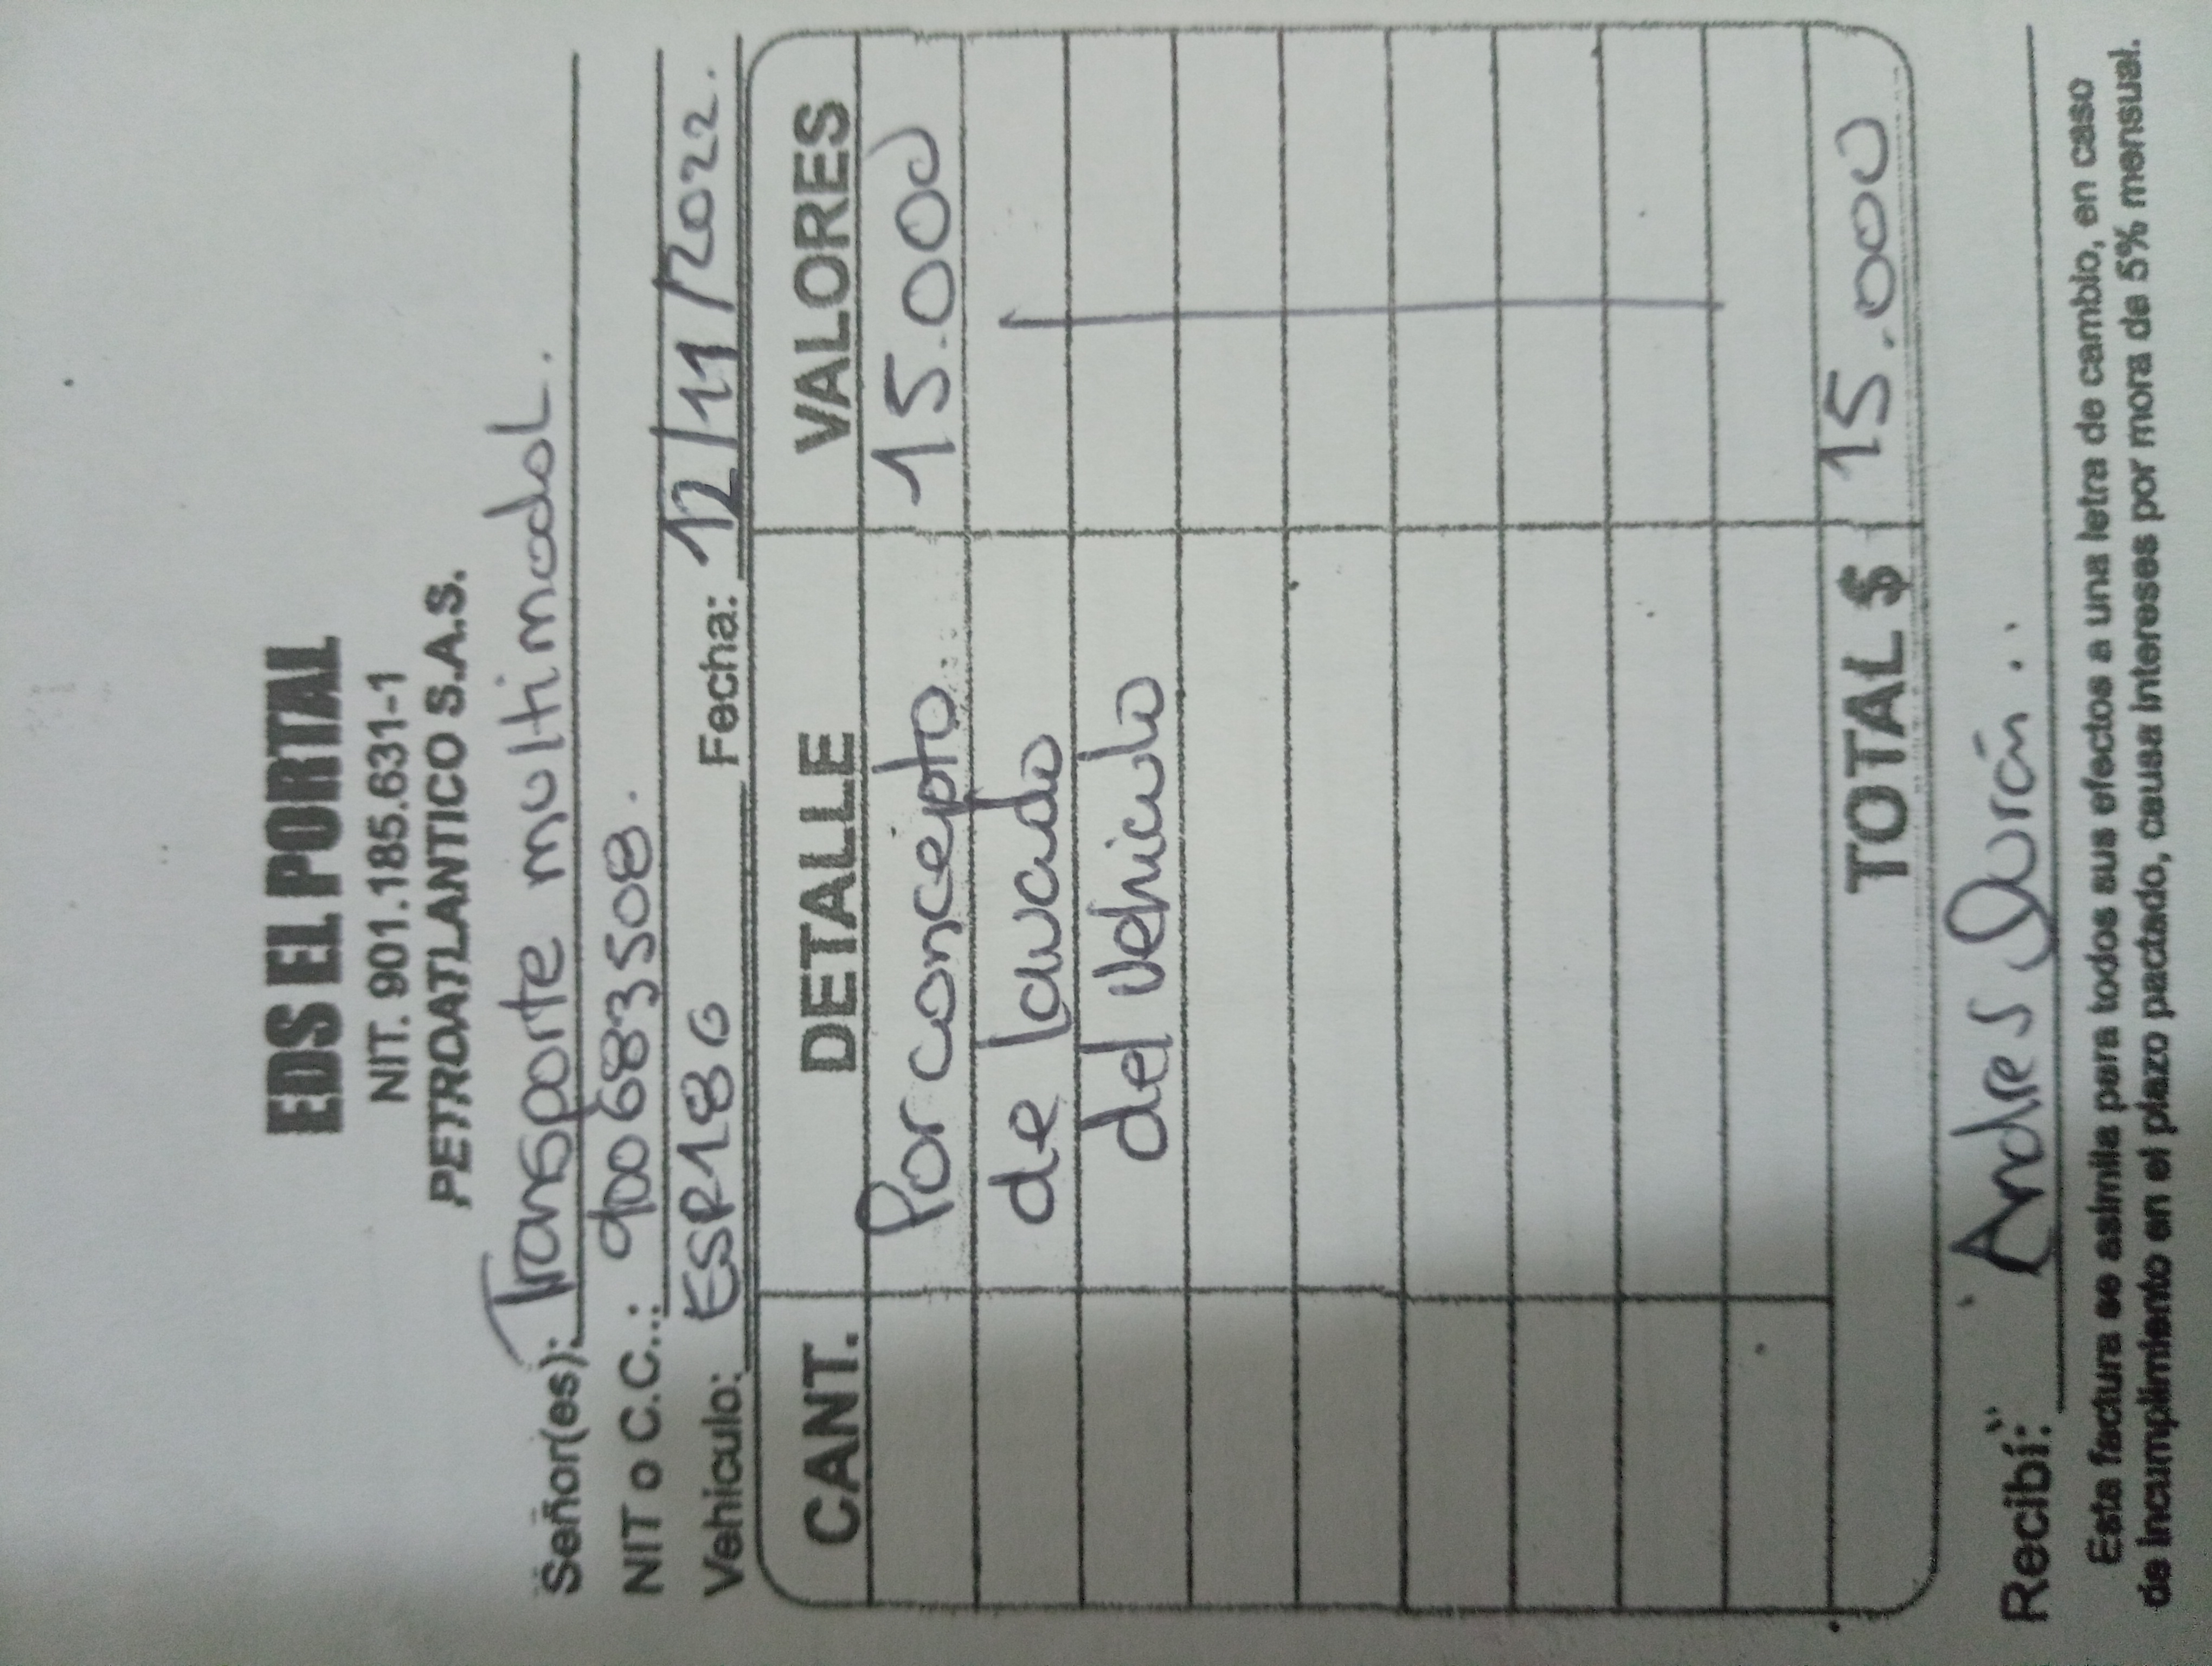 EDS EL PORTAL
NIT. 901.185.631-1
PETROATLANTICO S.A.S.
Señor(es): Transporte multimodal.
NIT o C.C..: 900683508.
Vehículo: ESR180 Fecha: 12/11/2022.
CANT. DETALLE VALORES
Por concepto 15.000
de lavado
del vehiculo
TOTAL $ 15.000
Recibí: Andres Durán.
Esta factura se asimila para todos sus efectos a una letra de cambio, en caso
de incumplimiento en el plazo pactado, causa intereses por mora de 5% mensual.